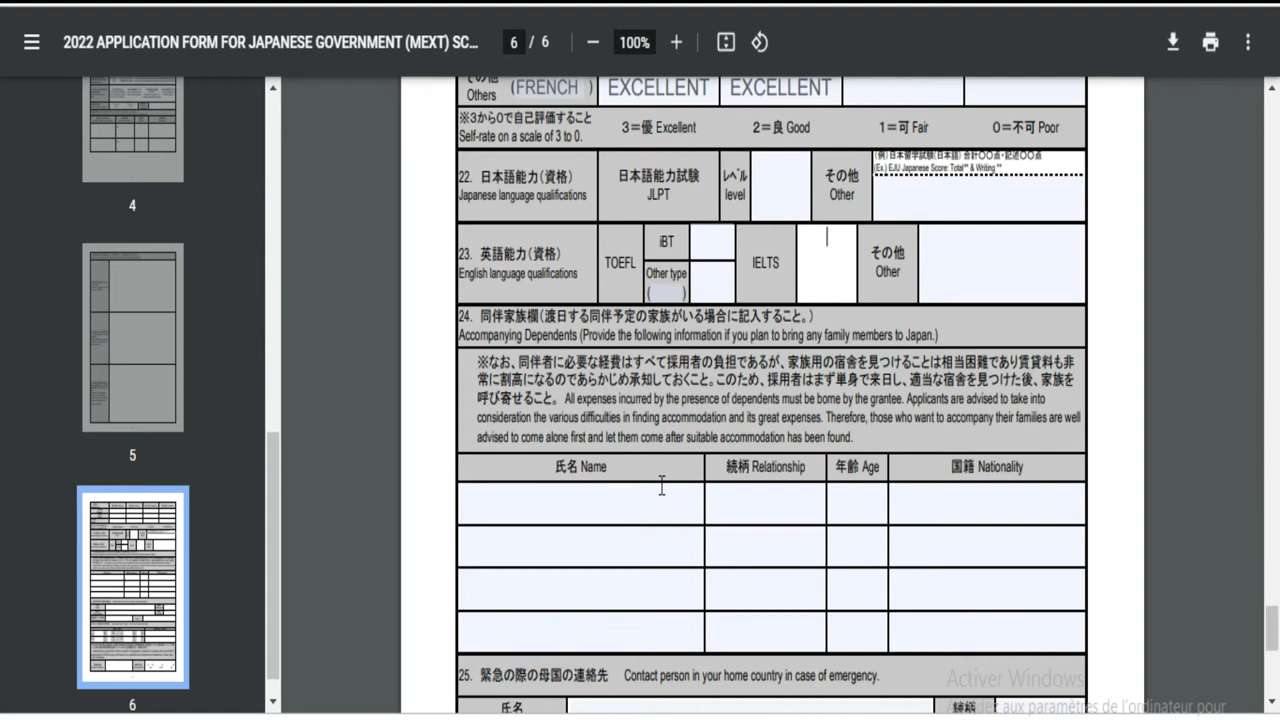 2022 APPLICATION FORM FOR JAPANESE GOVERNMENT (MEXT) SC... 6 / 6 100%
4
5
6
その他
Others (FRENCH ) EXCELLENT EXCELLENT
※3から0で自己評価すること
Self-rate on a scale of 3 to 0. 3=優 Excellent 2=良 Good 1=可 Fair 0=不可 Poor
22. 日本語能力(資格)
Japanese language qualifications
日本語能力試験
JLPT
レベル
level
その他
Other
(例)日本留学試験(日本語) 合計〇〇点・記述〇〇点
(Ex.) EJU Japanese Score: Total** & Writing **
23. 英語能力(資格)
English language qualifications
TOEFL
iBT
Other type
( )
IELTS
その他
Other
24. 同伴家族欄(渡日する同伴予定の家族がいる場合に記入すること。)
Accompanying Dependents (Provide the following information if you plan to bring any family members to Japan.)
※なお、同伴者に必要な経費はすべて採用者の負担であるが、家族用の宿舎を見つけることは相当困難であり賃貸料も非
常に割高になるのであらかじめ承知しておくこと。このため、採用者はまず単身で来日し、適当な宿舎を見つけた後、家族を
呼び寄せること。 All expenses incurred by the presence of dependents must be borne by the grantee. Applicants are advised to take into
consideration the various difficulties in finding accommodation and its great expenses. Therefore, those who want to accompany their families are well
advised to come alone first and let them come after suitable accommodation has been found.
氏名 Name 続柄 Relationship 年齢 Age 国籍 Nationality
25. 緊急の際の母国の連絡先 Contact person in your home country in case of emergency.
氏名 続柄
Activer Windows
aux paramètres de l'ordinateur pour